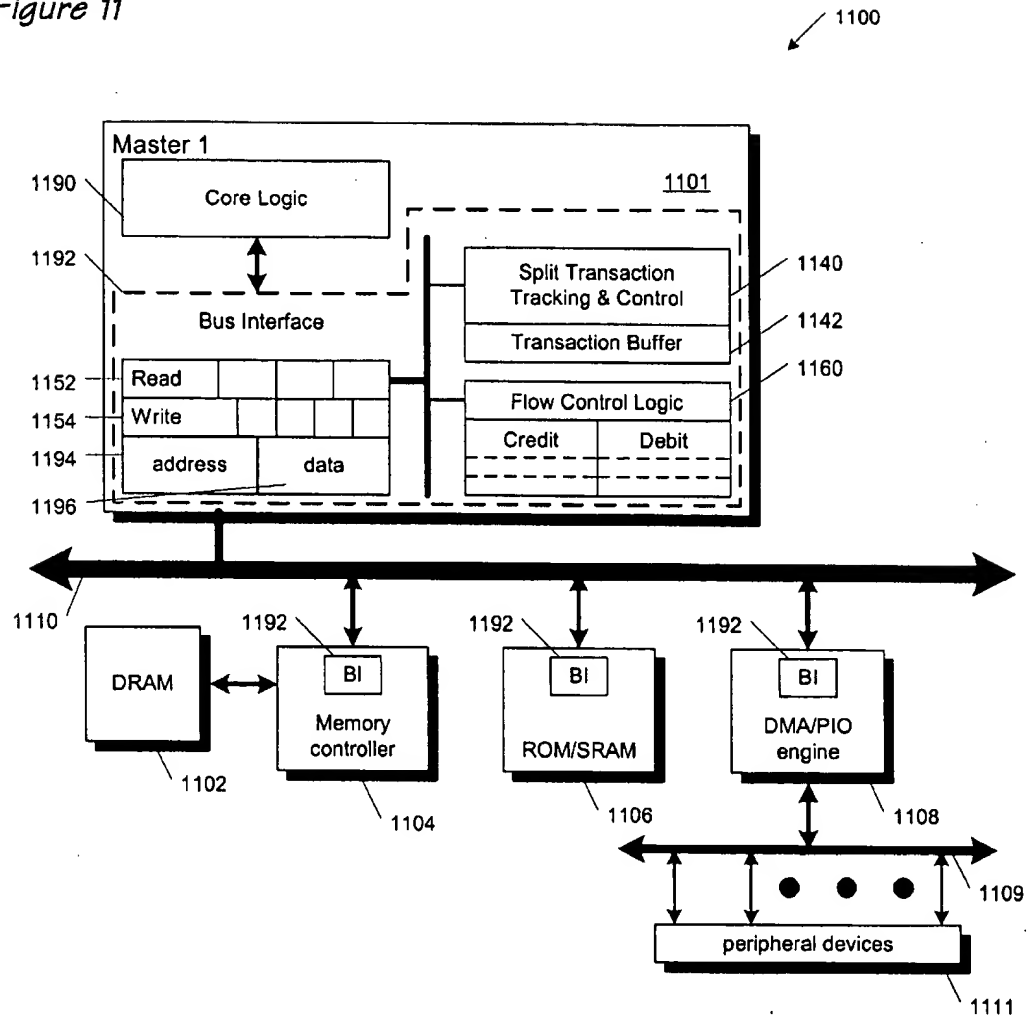 Figure 11
1100
Master 1
1190
Core Logic
1101
1192
Bus Interface
Split Transaction
Tracking & Control
1140
Transaction Buffer
1142
1160
1152
Read
Flow Control Logic
1154
Write
Credit
Debit
1194
address
data
1196
1110
1192
1192
1192
DRAM
BI
BI
BI
Memory
controller
ROM/SRAM
DMA/PIO
engine
1102
1104
1106
1108
1109
peripheral devices
1111